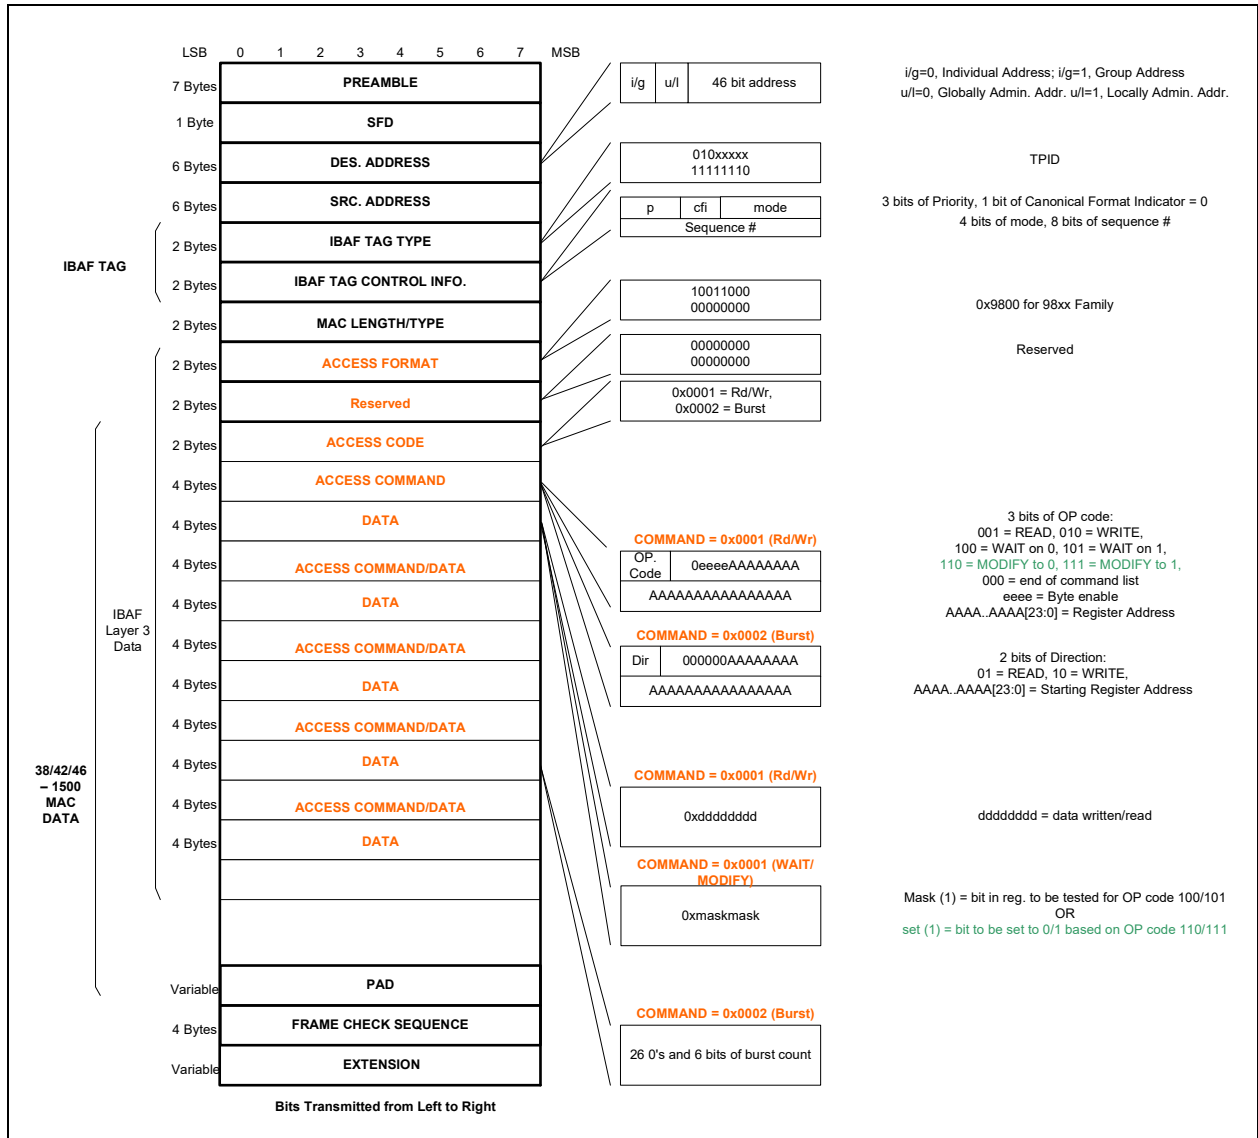 LSB 0 1 2 3 4 5 6 7 MSB
7 Bytes PREAMBLE
1 Byte SFD
6 Bytes DES. ADDRESS
6 Bytes SRC. ADDRESS
IBAF TAG
2 Bytes IBAF TAG TYPE
2 Bytes IBAF TAG CONTROL INFO.
2 Bytes MAC LENGTH/TYPE
2 Bytes ACCESS FORMAT
2 Bytes Reserved
2 Bytes ACCESS CODE
4 Bytes ACCESS COMMAND
4 Bytes DATA
4 Bytes ACCESS COMMAND/DATA
4 Bytes DATA
4 Bytes ACCESS COMMAND/DATA
4 Bytes DATA
4 Bytes ACCESS COMMAND/DATA
4 Bytes DATA
4 Bytes ACCESS COMMAND/DATA
4 Bytes DATA
IBAF
Layer 3
Data
38/42/46
– 1500
MAC
DATA
Variable PAD
4 Bytes FRAME CHECK SEQUENCE
Variable EXTENSION
Bits Transmitted from Left to Right
i/g u/l 46 bit address
i/g=0, Individual Address; i/g=1, Group Address
u/l=0, Globally Admin. Addr. u/l=1, Locally Admin. Addr.
010xxxxx
11111110
TPID
p cfi mode
Sequence #
3 bits of Priority, 1 bit of Canonical Format Indicator = 0
4 bits of mode, 8 bits of sequence #
10011000
00000000
0x9800 for 98xx Family
00000000
00000000
Reserved
0x0001 = Rd/Wr,
0x0002 = Burst
COMMAND = 0x0001 (Rd/Wr)
OP.
Code
0eeeeAAAAAAAA
AAAAAAAAAAAAAAAA
3 bits of OP code:
001 = READ, 010 = WRITE,
100 = WAIT on 0, 101 = WAIT on 1,
110 = MODIFY to 0, 111 = MODIFY to 1,
000 = end of command list
eeee = Byte enable
AAAA..AAAA[23:0] = Register Address
COMMAND = 0x0002 (Burst)
Dir 000000AAAAAAAA
AAAAAAAAAAAAAAAA
2 bits of Direction:
01 = READ, 10 = WRITE,
AAAA..AAAA[23:0] = Starting Register Address
COMMAND = 0x0001 (Rd/Wr)
0xdddddddd
dddddddd = data written/read
COMMAND = 0x0001 (WAIT/
MODIFY)
0xmaskmask
Mask (1) = bit in reg. to be tested for OP code 100/101
OR
set (1) = bit to be set to 0/1 based on OP code 110/111
COMMAND = 0x0002 (Burst)
26 0's and 6 bits of burst count